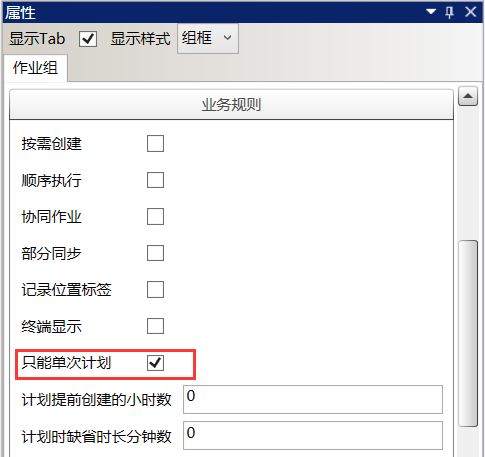 属性
显示Tab 显示样式 组框
作业组
业务规则
按需创建
顺序执行
协同作业
部分同步
记录位置标签
终端显示
只能单次计划
计划提前创建的小时数 0
计划时缺省时长分钟数 0